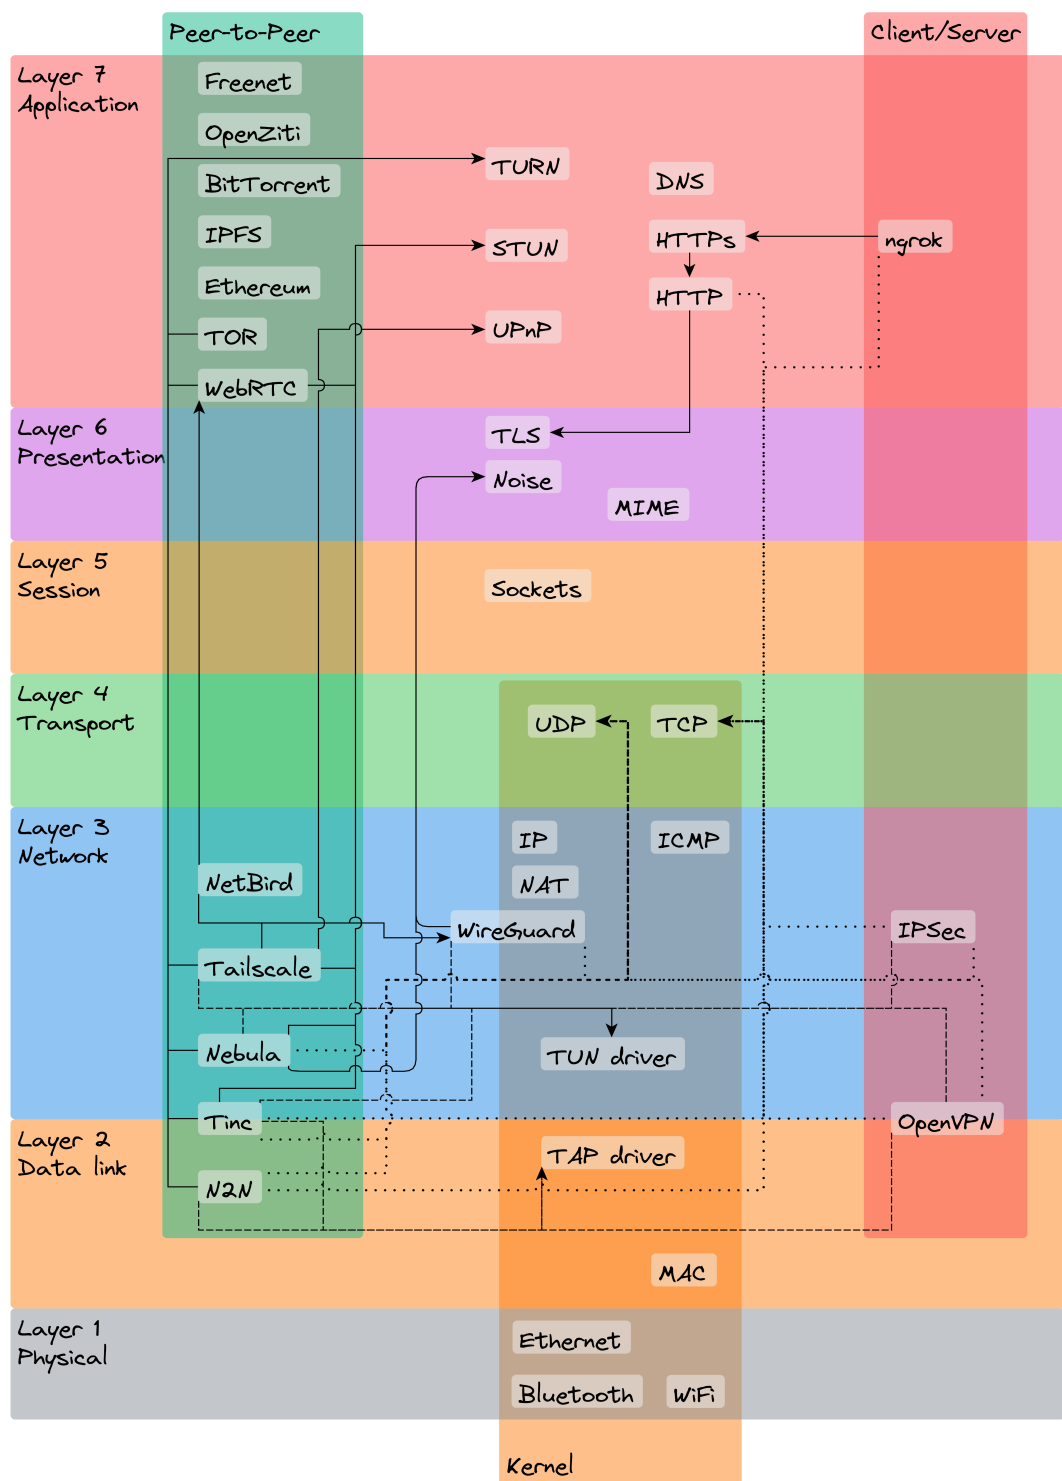 Peer-to-Peer
Client/Server
Layer 7
Application
Freenet
OpenZiti
TURN
DNS
BitTorrent
IPFS
STUN
HTTPs
ngrok
Ethereum
HTTP
TOR
UPnP
WebRTC
Layer 6
Presentation
TLS
Noise
MIME
Layer 5
Session
Sockets
Layer 4
Transport
UDP
TCP
Layer 3
Network
IP
ICMP
NetBird
NAT
WireGuard
IPSec
Tailscale
Nebula
TUN driver
Tinc
OpenVPN
Layer 2
Data link
TAP driver
N2N
MAC
Layer 1
Physical
Ethernet
Bluetooth
WiFi
Kernel